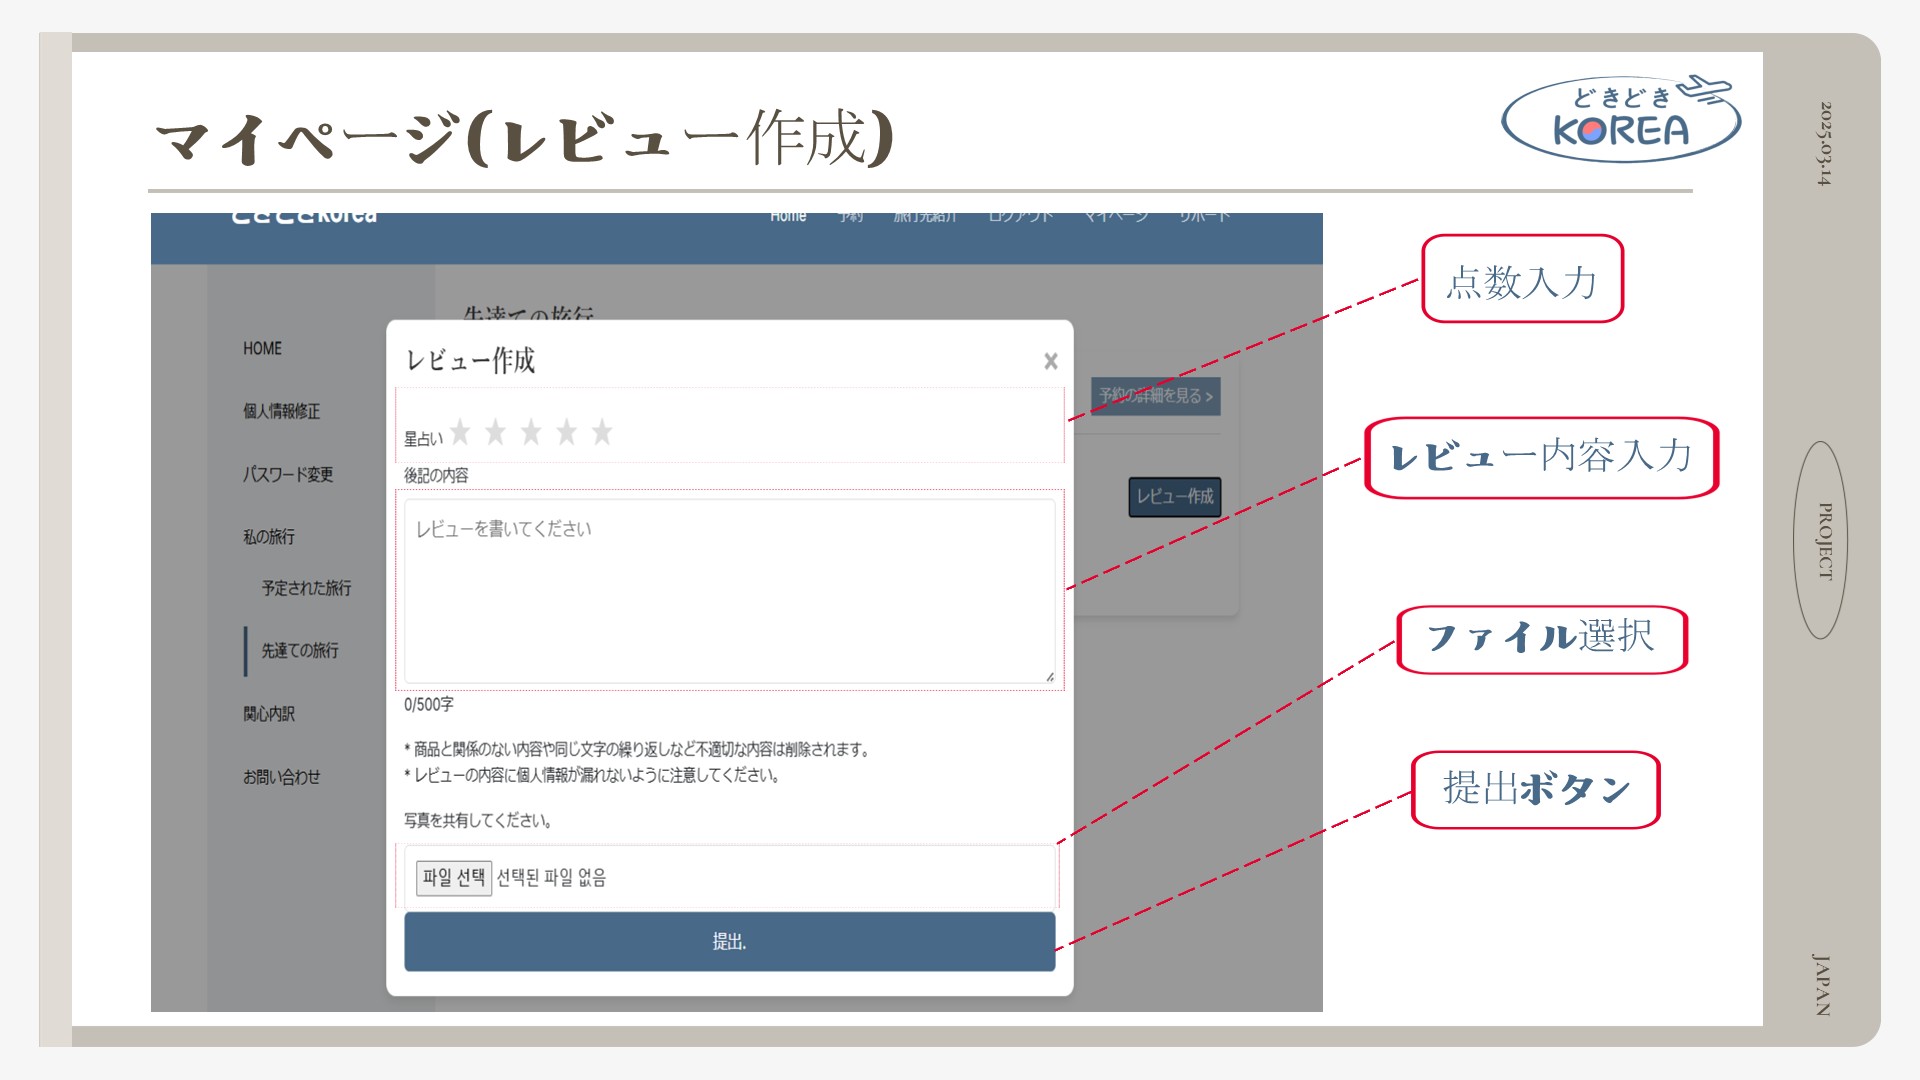 マイページ(レビュー作成)
どきどき
KOREA
2025.03.14
PROJECT
JAPAN
どきどきkorea
Home 予約 旅行先紹介 ログアウト マイページ サポート
HOME
個人情報修正
パスワード変更
私の旅行
予定された旅行
先達ての旅行
関心内訳
お問い合わせ
先達ての旅行
予約の詳細を見る >
レビュー作成
レビュー作成
×
星占い ★ ★ ★ ★ ★
後記の内容
レビューを書いてください
0/500字
* 商品と関係のない内容や同じ文字の繰り返しなど不適切な内容は削除されます。
* レビューの内容に個人情報が漏れないように注意してください。
写真を共有してください。
파일 선택 선택된 파일 없음
提出.
点数入力
レビュー内容入力
ファイル選択
提出ボタン